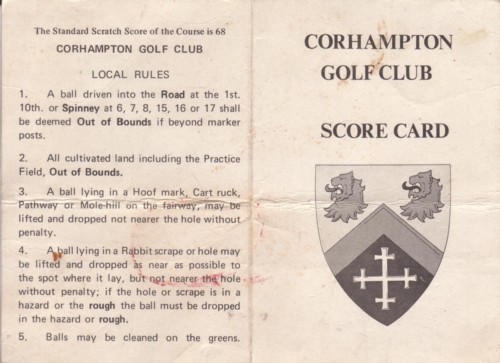 The Standard Scratch Score of the Course is 68
CORHAMPTON GOLF CLUB
LOCAL RULES
1. A ball driven into the Road at the 1st.
10th. or Spinney at 6, 7, 8, 15, 16 or 17 shall
be deemed Out of Bounds if beyond marker
posts.
2. All cultivated land including the Practice
Field, Out of Bounds.
3. A ball lying in a Hoof mark, Cart ruck,
Pathway or Mole-hill on the fairway, may be
lifted and dropped not nearer the hole without
penalty.
4. A ball lying in a Rabbit scrape or hole may
be lifted and dropped as near as possible to
the spot where it lay, but not nearer the hole
without penalty; if the hole or scrape is in a
hazard or the rough the ball must be dropped
in the hazard or rough.
5. Balls may be cleaned on the greens.
CORHAMPTON
GOLF CLUB
SCORE CARD